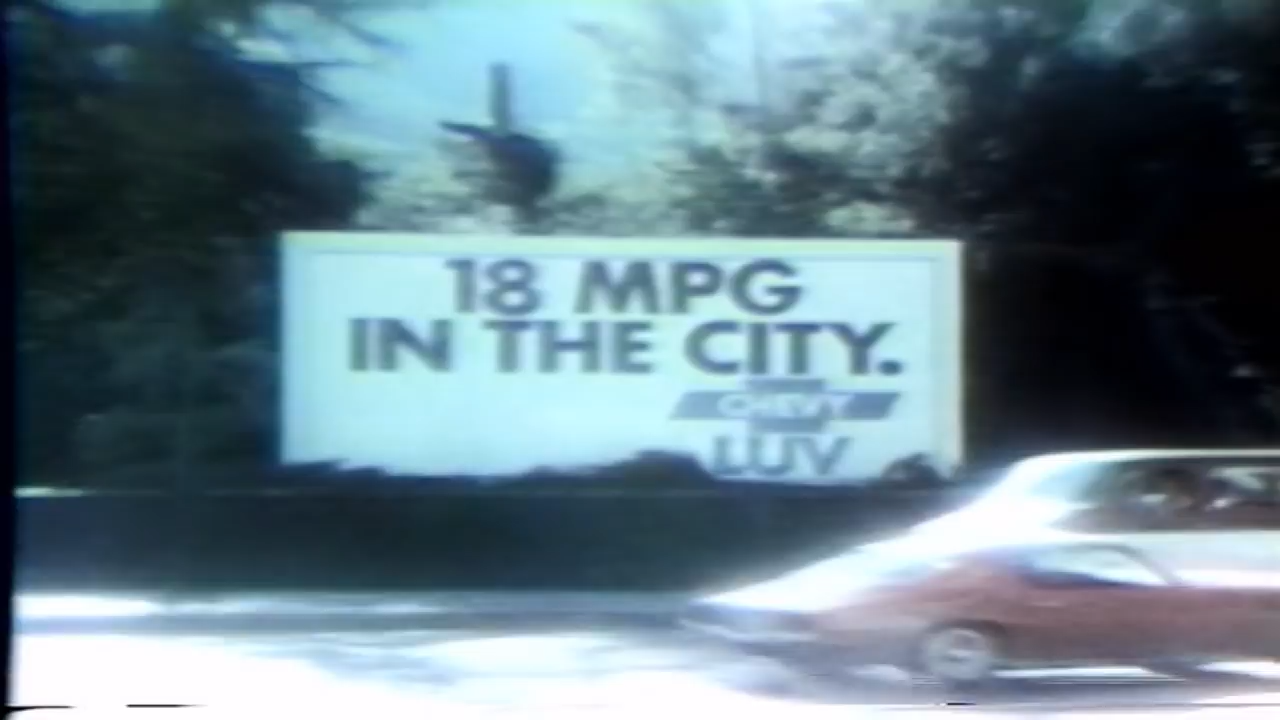 18 MPG
IN THE CITY.
CHEVY
LUV